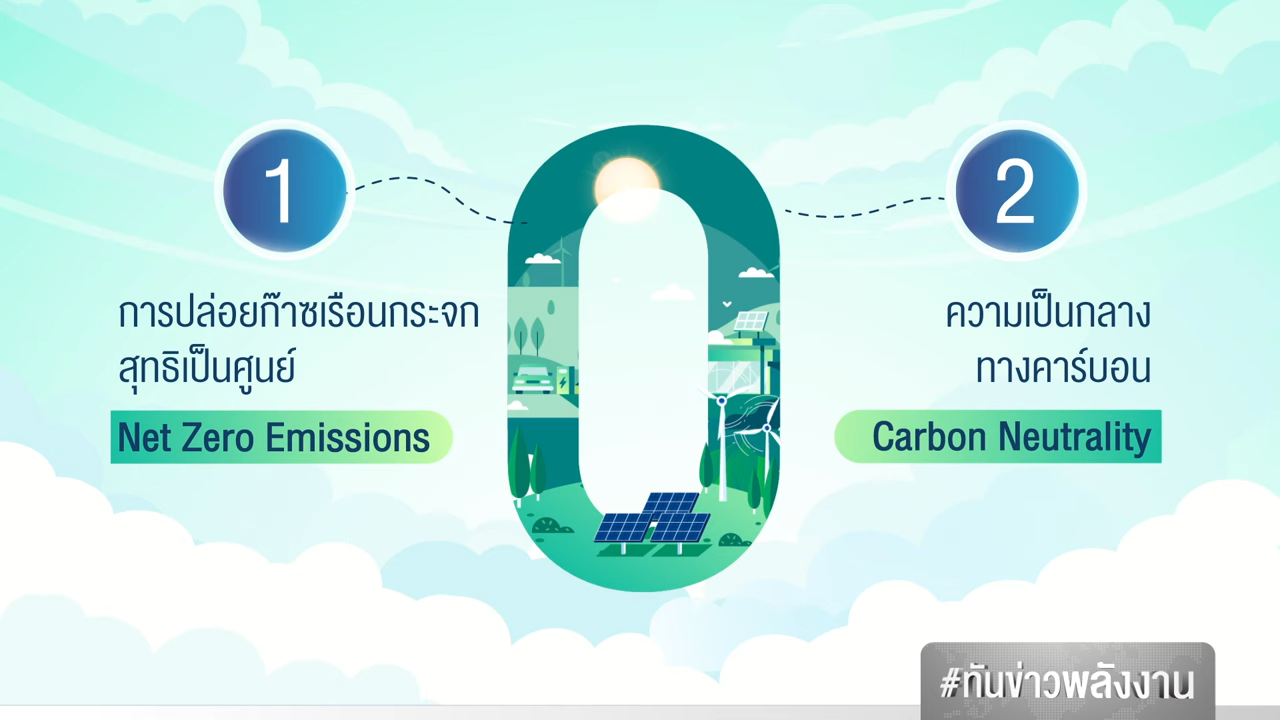 1
การปล่อยก๊าซเรือนกระจก
สุทธิเป็นศูนย์
Net Zero Emissions
0
2
ความเป็นกลาง
ทางคาร์บอน
Carbon Neutrality
#ทันข่าวพลังงาน